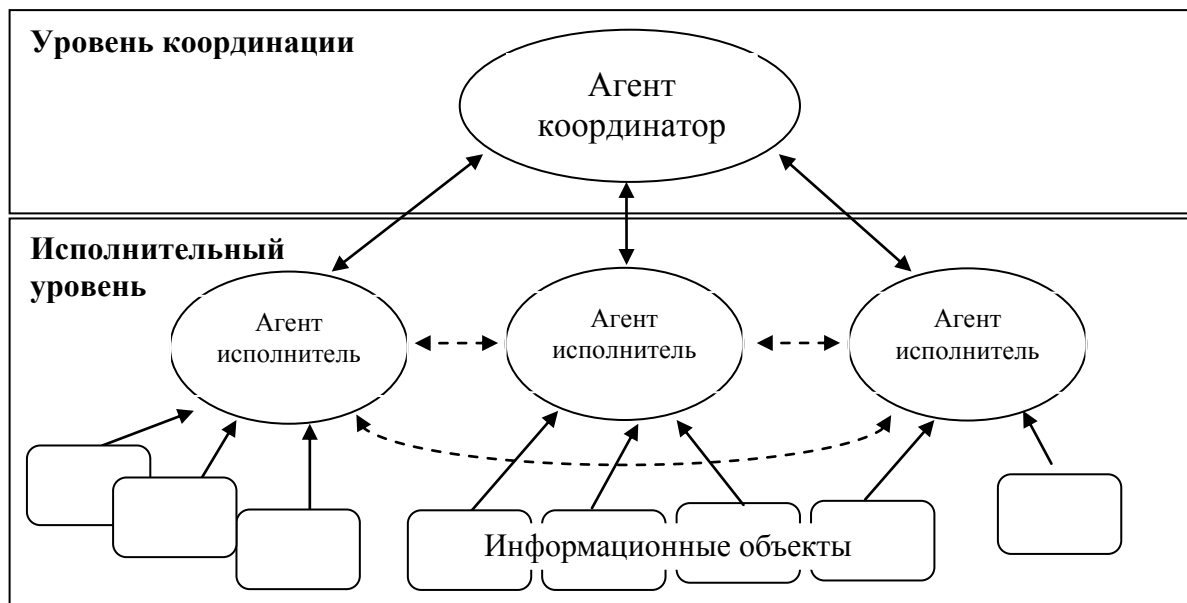 Уровень координации
Агент
координатор
Исполнительный
уровень
Агент
исполнитель
Агент
исполнитель
Агент
исполнитель
Информационные объекты